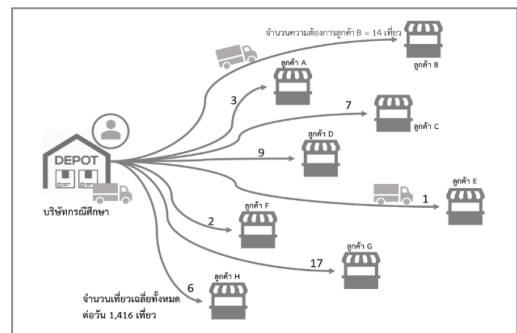 จำนวนความต้องการลูกค้า B = 14 เที่ยว
ลูกค้า B
ลูกค้า A
3
7
ลูกค้า C
ลูกค้า D
9
DEPOT
บริษัทกรณีศึกษา
1
ลูกค้า E
2
ลูกค้า F
17
ลูกค้า G
6
ลูกค้า H
จำนวนเที่ยวเฉลี่ยทั้งหมด
ต่อวัน 1,416 เที่ยว